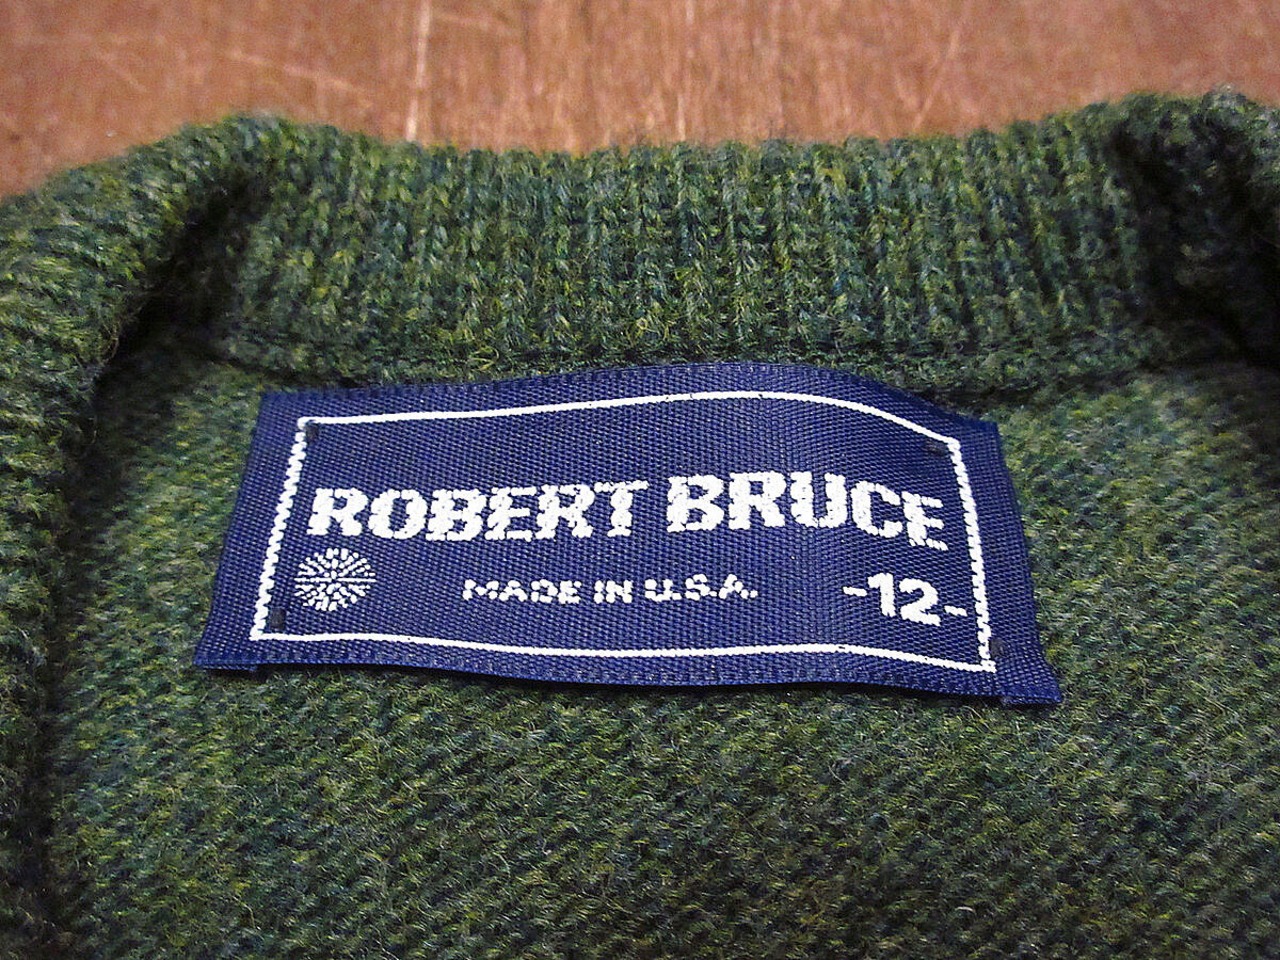 ROBERT BRUCE
MADE IN U.S.A. -12-